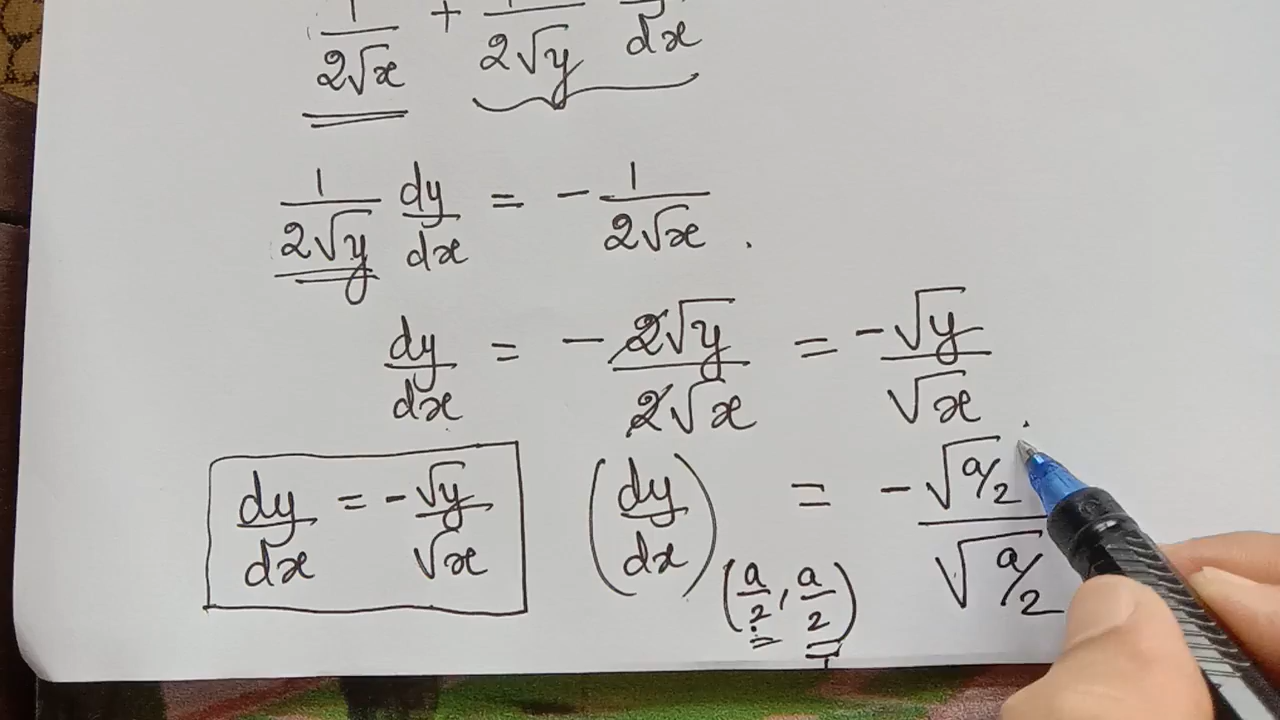 1/2√x + 1/2√y dy/dx
1/2√y dy/dx = - 1/2√x .
dy/dx = - 2√y/2√x = -√y/√x .
dy/dx = -√y/√x (dy/dx)(a/2, a/2) = -√a/2/√a/2